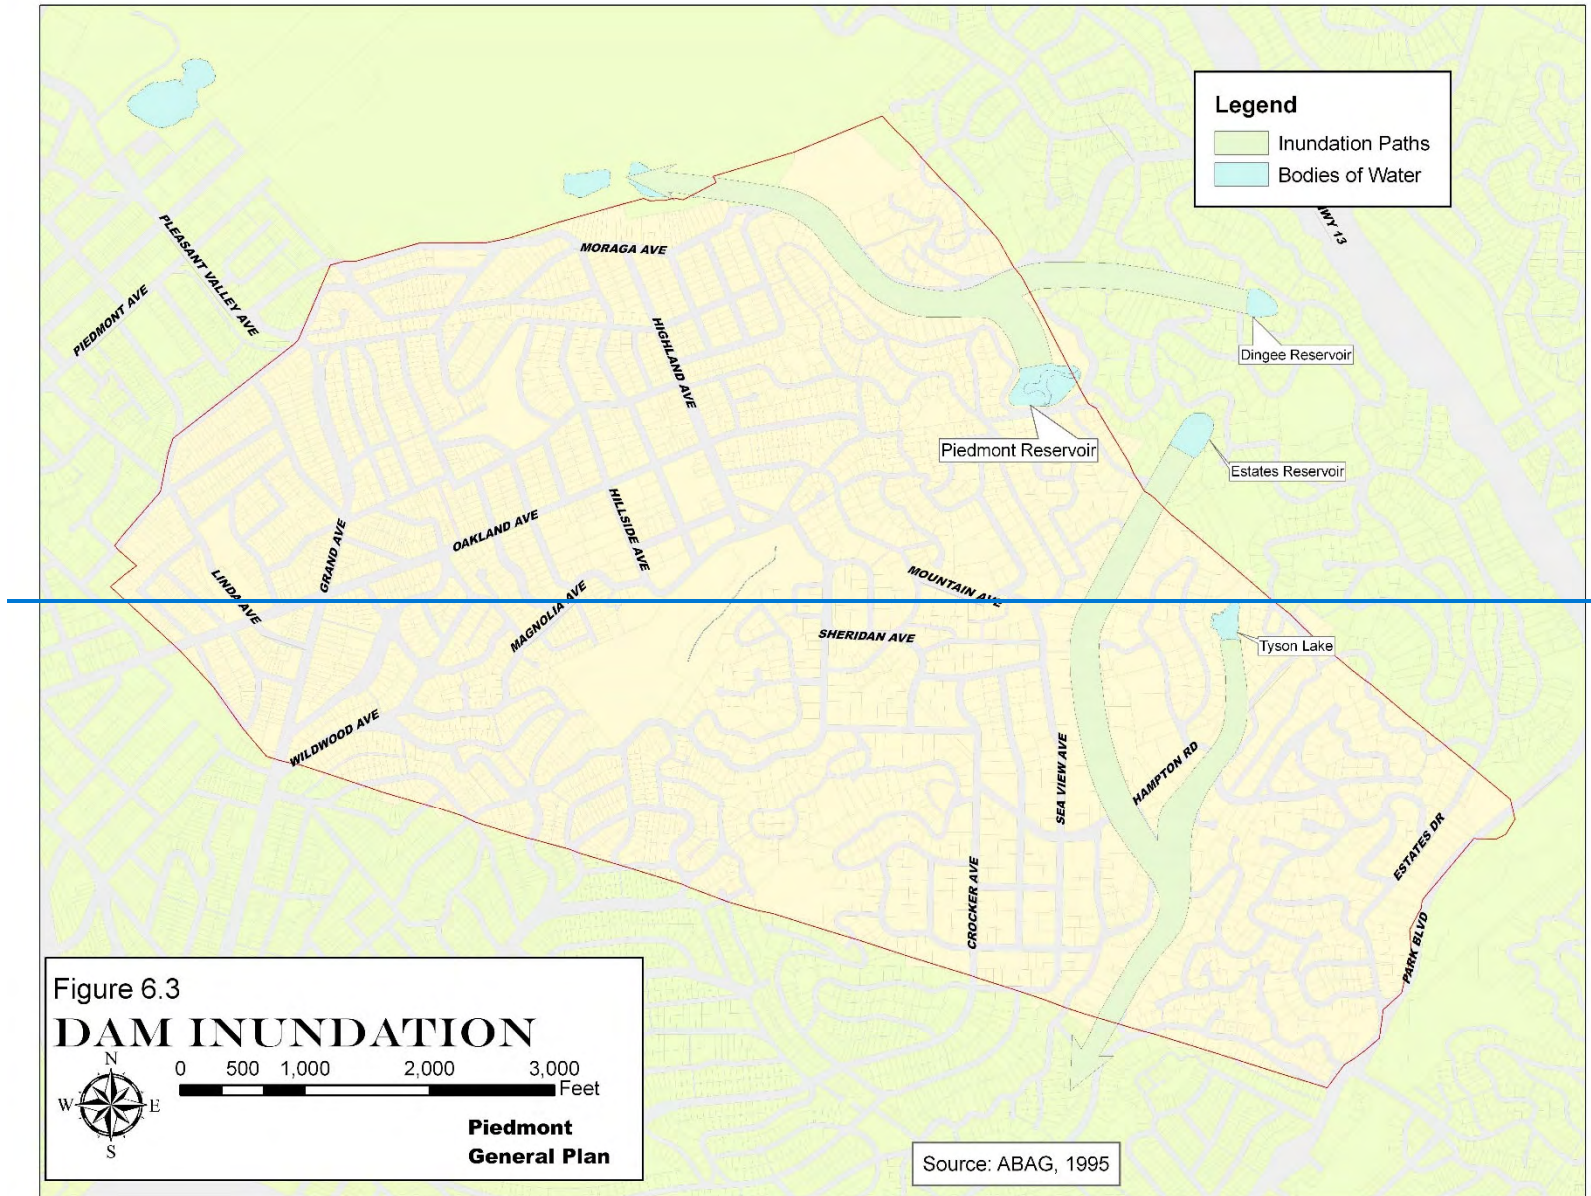 Legend
Inundation Paths
Bodies of Water
HWY 13
PLEASANT VALLEY AVE
PIEDMONT AVE
MORAGA AVE
HIGHLAND AVE
Dingee Reservoir
Piedmont Reservoir
Estates Reservoir
HILLSIDE AVE
OAKLAND AVE
GRAND AVE
LINDA AVE
MAGNOLIA AVE
MOUNTAIN AVE
SHERIDAN AVE
Tyson Lake
WILDWOOD AVE
SEA VIEW AVE
HAMPTON RD
CROCKER AVE
ESTATES DR
PARK BLVD
Figure 6.3
DAM INUNDATION
N
W E
S
0 500 1,000 2,000 3,000
Feet
Piedmont
General Plan
Source: ABAG, 1995